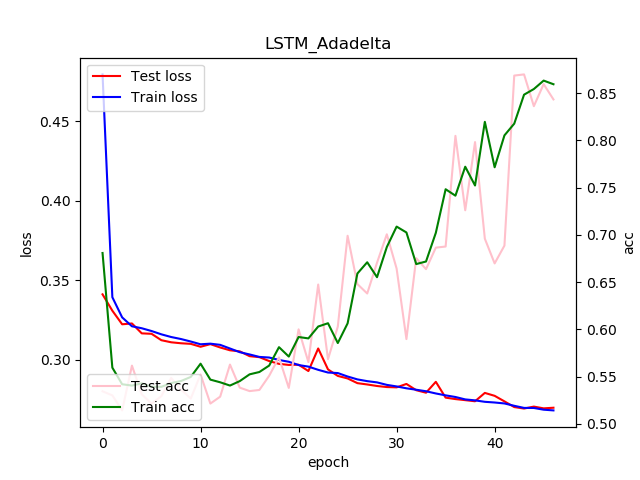 LSTM_Adadelta
Test loss
Train loss
Test acc
Train acc
loss
0.45
0.40
0.35
0.30
acc
0.85
0.80
0.75
0.70
0.65
0.60
0.55
0.50
0 10 20 30 40
epoch